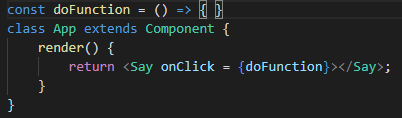 const doFunction = () => { }
class App extends Component {
    render() {
        return <Say onClick = {doFunction}></Say>;
    }
}